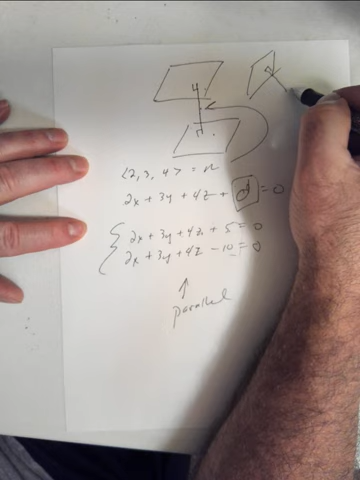 <2, 3, 4> = n
2x + 3y + 4z + d = 0
2x + 3y + 4z + 5 = 0
2x + 3y + 4z - 10 = 0
parallel